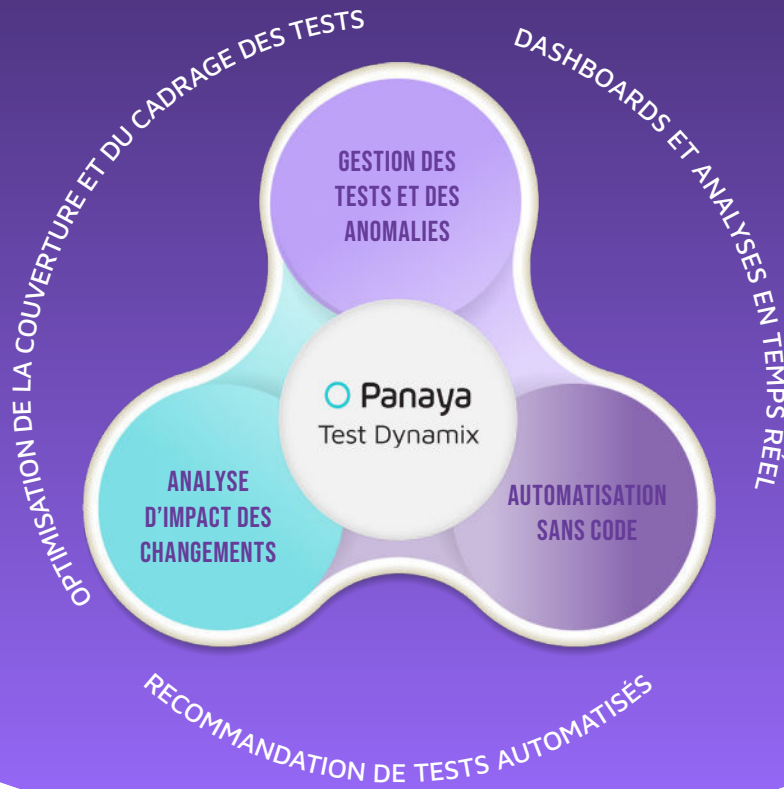 OPTIMISATION DE LA COUVERTURE ET DU CADRAGE DES TESTS
DASHBOARDS ET ANALYSES EN TEMPS RÉEL
GESTION DES
TESTS ET DES
ANOMALIES
Panaya
Test Dynamix
ANALYSE
D'IMPACT DES
CHANGEMENTS
AUTOMATISATION
SANS CODE
RECOMMANDATION DE TESTS AUTOMATISÉS